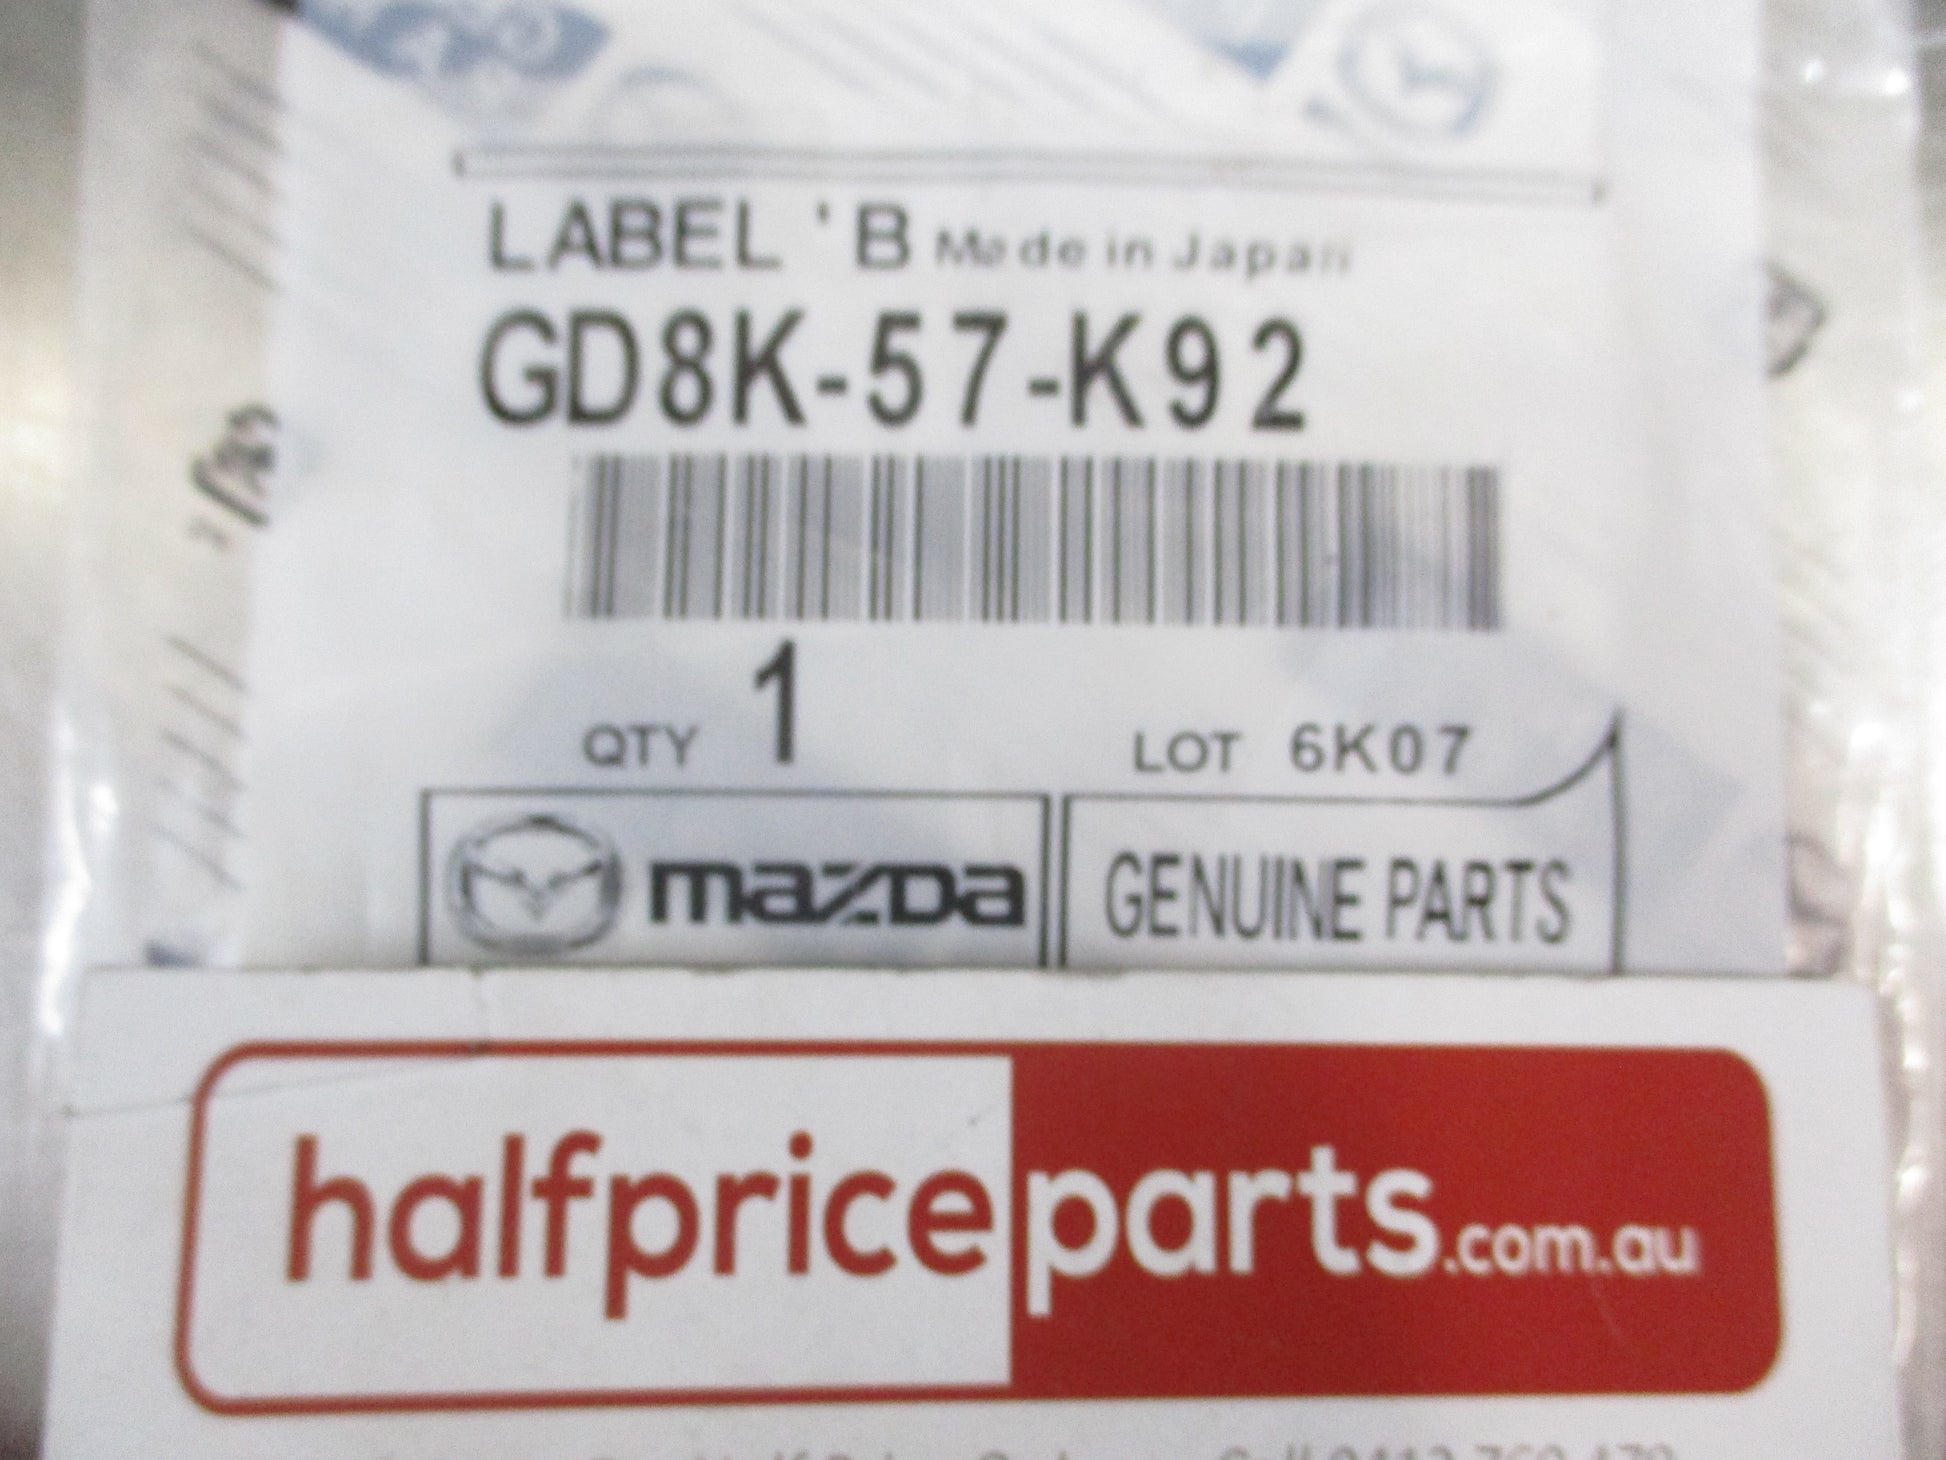 LABEL 'B Made in Japan
GD8K-57-K92
QTY 1 LOT 6K07
mazda GENUINE PARTS
halfpriceparts.com.au